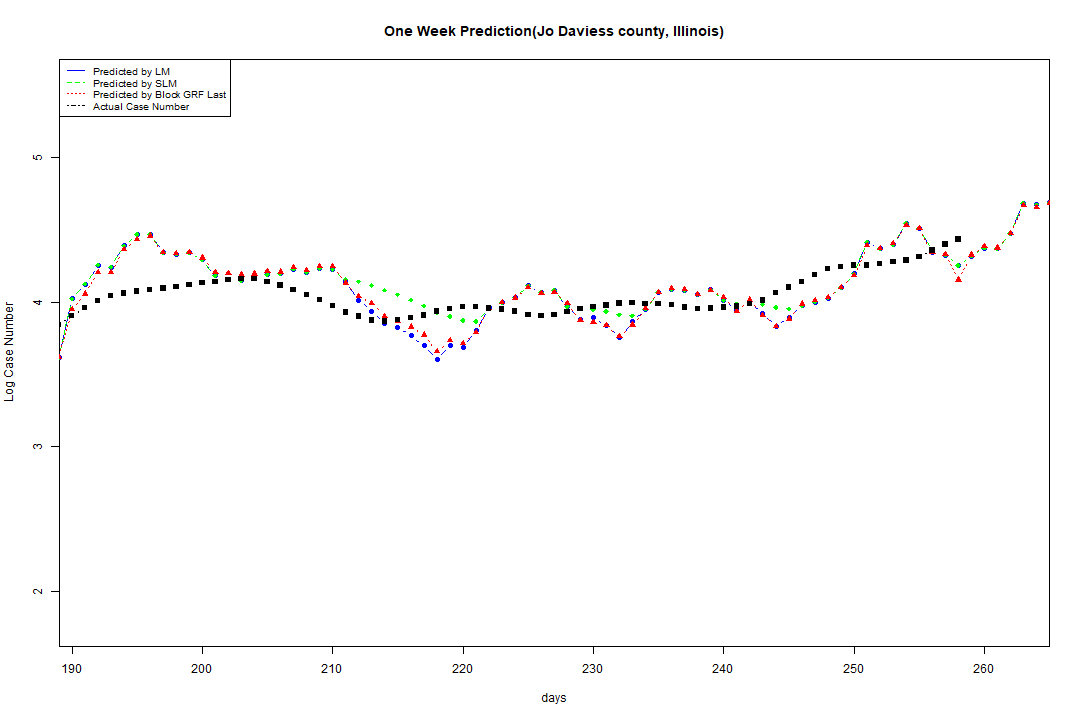 One Week Prediction(Jo Daviess county, Illinois)
Predicted by LM
Predicted by SLM
Predicted by Block GRF Last
Actual Case Number
5
4
3
2
Log Case Number
190 200 210 220 230 240 250 260
days